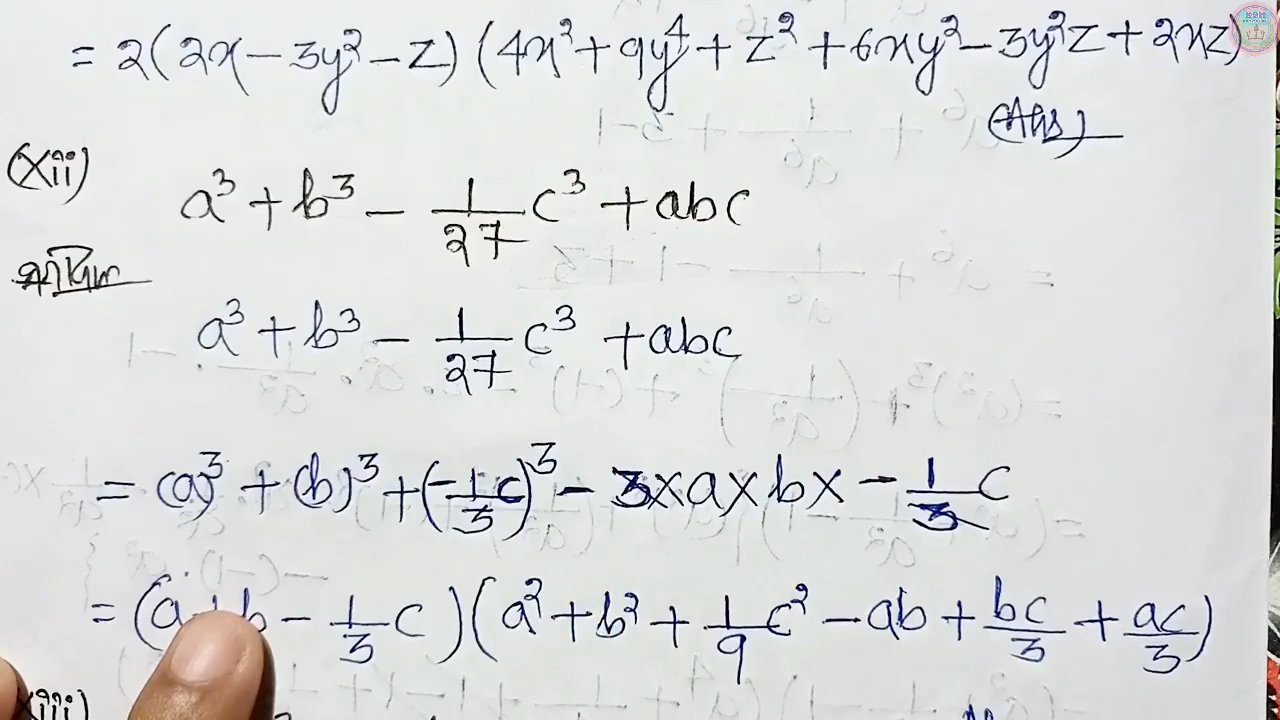 = 2(2x - 3y² - z) (4x² + 9y⁴ + z² + 6xy² - 3y²z + 2xz)
(Ans)
(xii) a³ + b³ - 1/27 c³ + abc
a³ + b³ - 1/27 c³ + abc
= (a)³ + (b)³ + (-1/3 c)³ - 3 × a × b × - 1/3 c
= (a + b - 1/3 c) (a² + b² + 1/9 c² - ab + bc/3 + ac/3)
xiii)